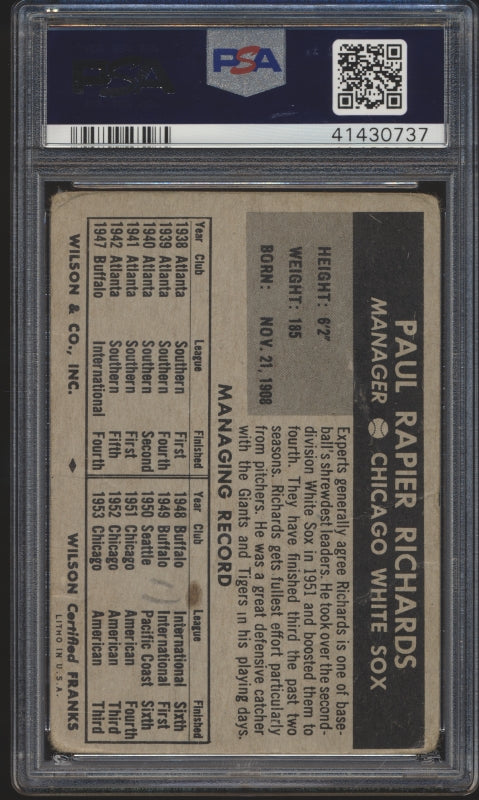 PSA
41430737
PAUL RAPIER RICHARDS
MANAGER CHICAGO WHITE SOX
HEIGHT: 6'2"
WEIGHT: 185
BORN: NOV. 21, 1908
Experts generally agree Richards is one of base-
ball's shrewdest leaders. He took over the second-
division White Sox in 1951 and boosted them to
fourth. They have finished third the past two
seasons. Richards gets fullest effort particularly
from pitchers. He was a great defensive catcher
with the Giants and Tigers in his playing days.
MANAGING RECORD
Year Club League Finished Year Club League Finished
1938 Atlanta Southern First 1948 Buffalo International Sixth
1939 Atlanta Southern Fourth 1949 Buffalo International First
1940 Atlanta Southern Second 1950 Seattle Pacific Coast Sixth
1941 Atlanta Southern First 1951 Chicago American Fourth
1942 Atlanta Southern Fifth 1952 Chicago American Third
1947 Buffalo International Fourth 1953 Chicago American Third
WILSON & CO., INC. WILSON Certified FRANKS
LITHO IN U.S.A.